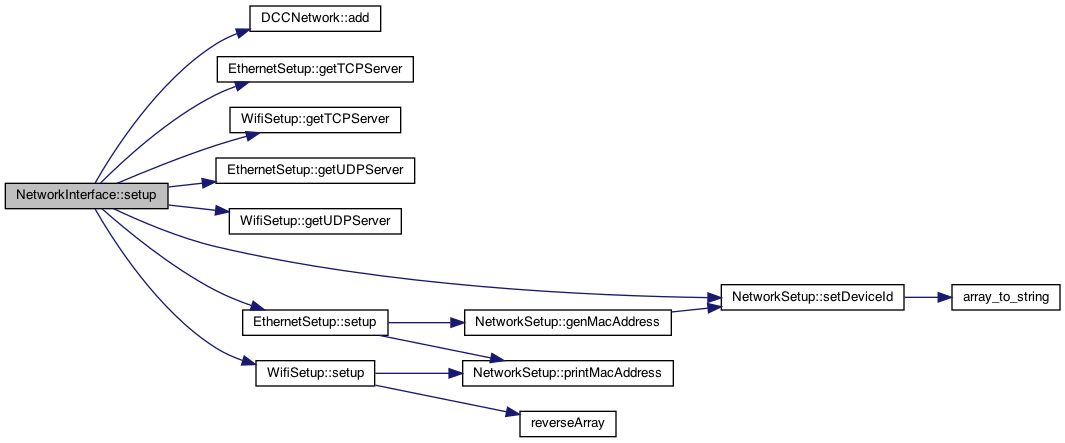 DCCNetwork::add
EthernetSetup::getTCPServer
WifiSetup::getTCPServer
EthernetSetup::getUDPServer
NetworkInterface::setup
WifiSetup::getUDPServer
NetworkSetup::setDeviceId
array_to_string
EthernetSetup::setup
NetworkSetup::genMacAddress
WifiSetup::setup
NetworkSetup::printMacAddress
reverseArray